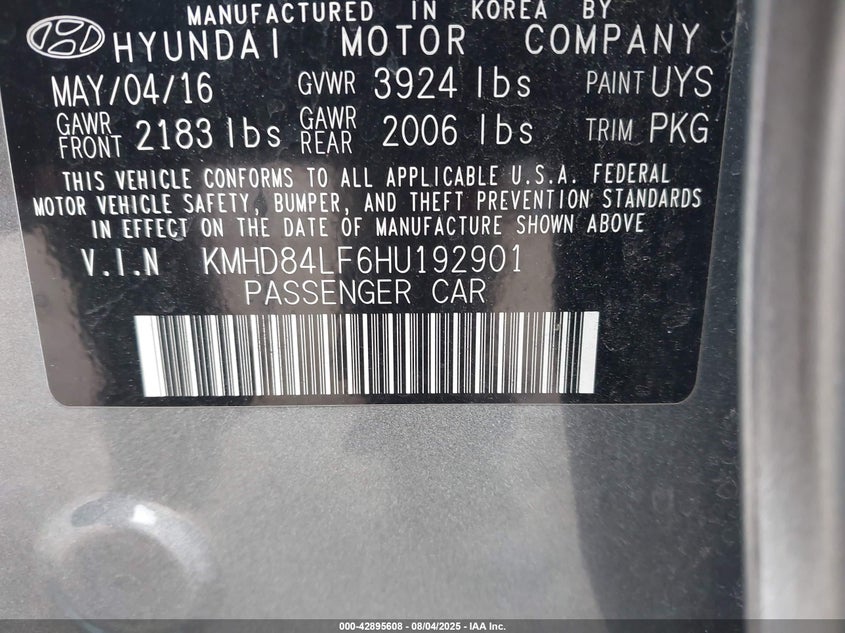 MANUFACTURED IN KOREA BY
HYUNDAI MOTOR COMPANY
MAY/04/16 GVWR 3924 lbs PAINT UYS
GAWR FRONT 2183 lbs GAWR REAR 2006 lbs TRIM PKG
THIS VEHICLE CONFORMS TO ALL APPLICABLE U.S.A. FEDERAL
MOTOR VEHICLE SAFETY, BUMPER, AND THEFT PREVENTION STANDARDS
IN EFFECT ON THE DATE OF MANUFACTURE SHOWN ABOVE
V.I.N KMHD84LF6HU192901
PASSENGER CAR
000-42895608 - 08/04/2025 - IAA Inc.